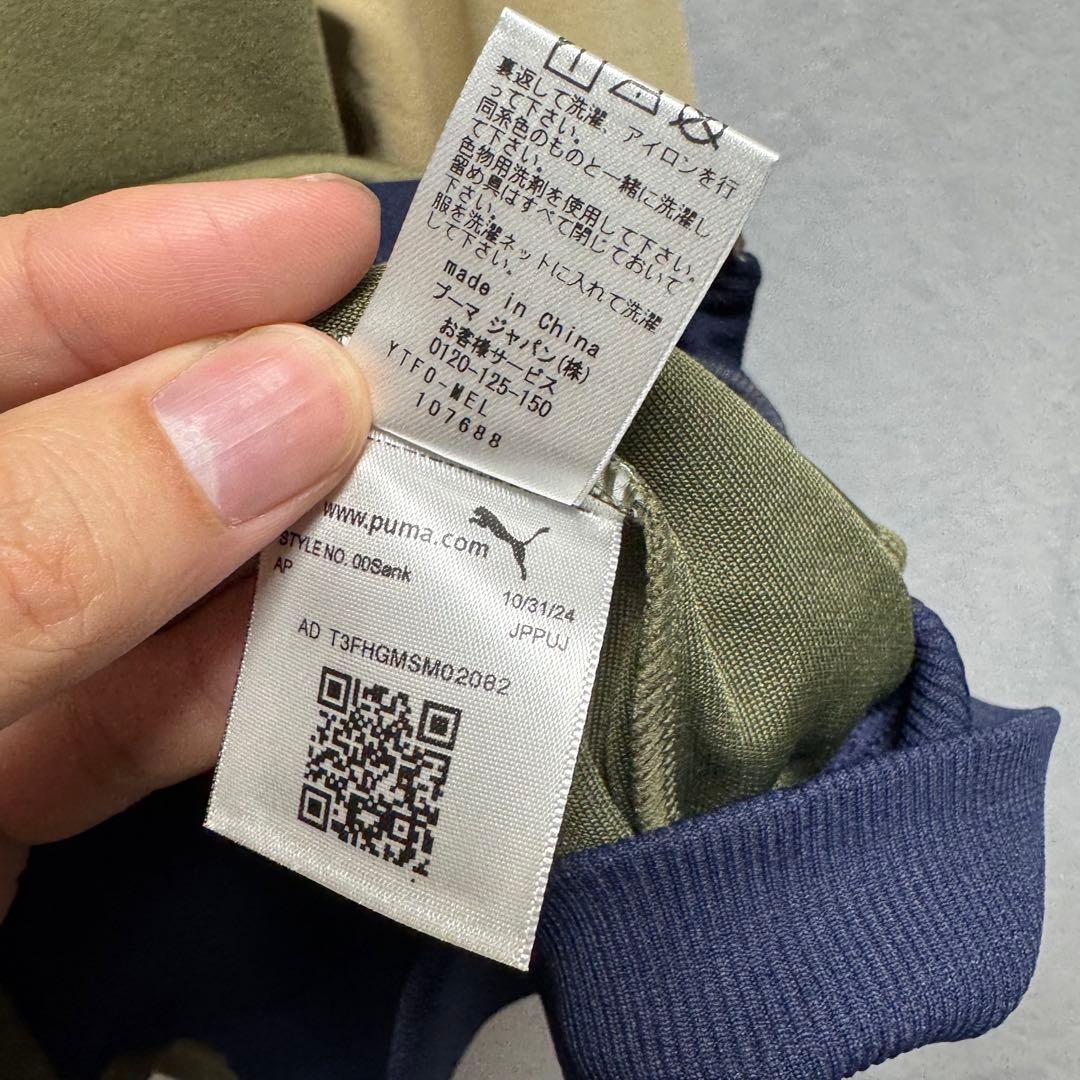 裏返して洗濯、アイロンを行
って下さい。
同系色のものと一緒に洗濯し
て下さい。
色物用洗剤を使用して下さい。
留め具はすべて閉じておいて
下さい。
服を洗濯ネットに入れて洗濯
して下さい。
made in China
プーマ ジャパン(株)
お客様サービス
0120-125-150
YTFO-MEL
107688
www.puma.com
STYLE NO. 00Sank
AP
10/31/24
JPPUJ
AD T3FHGMSM02082